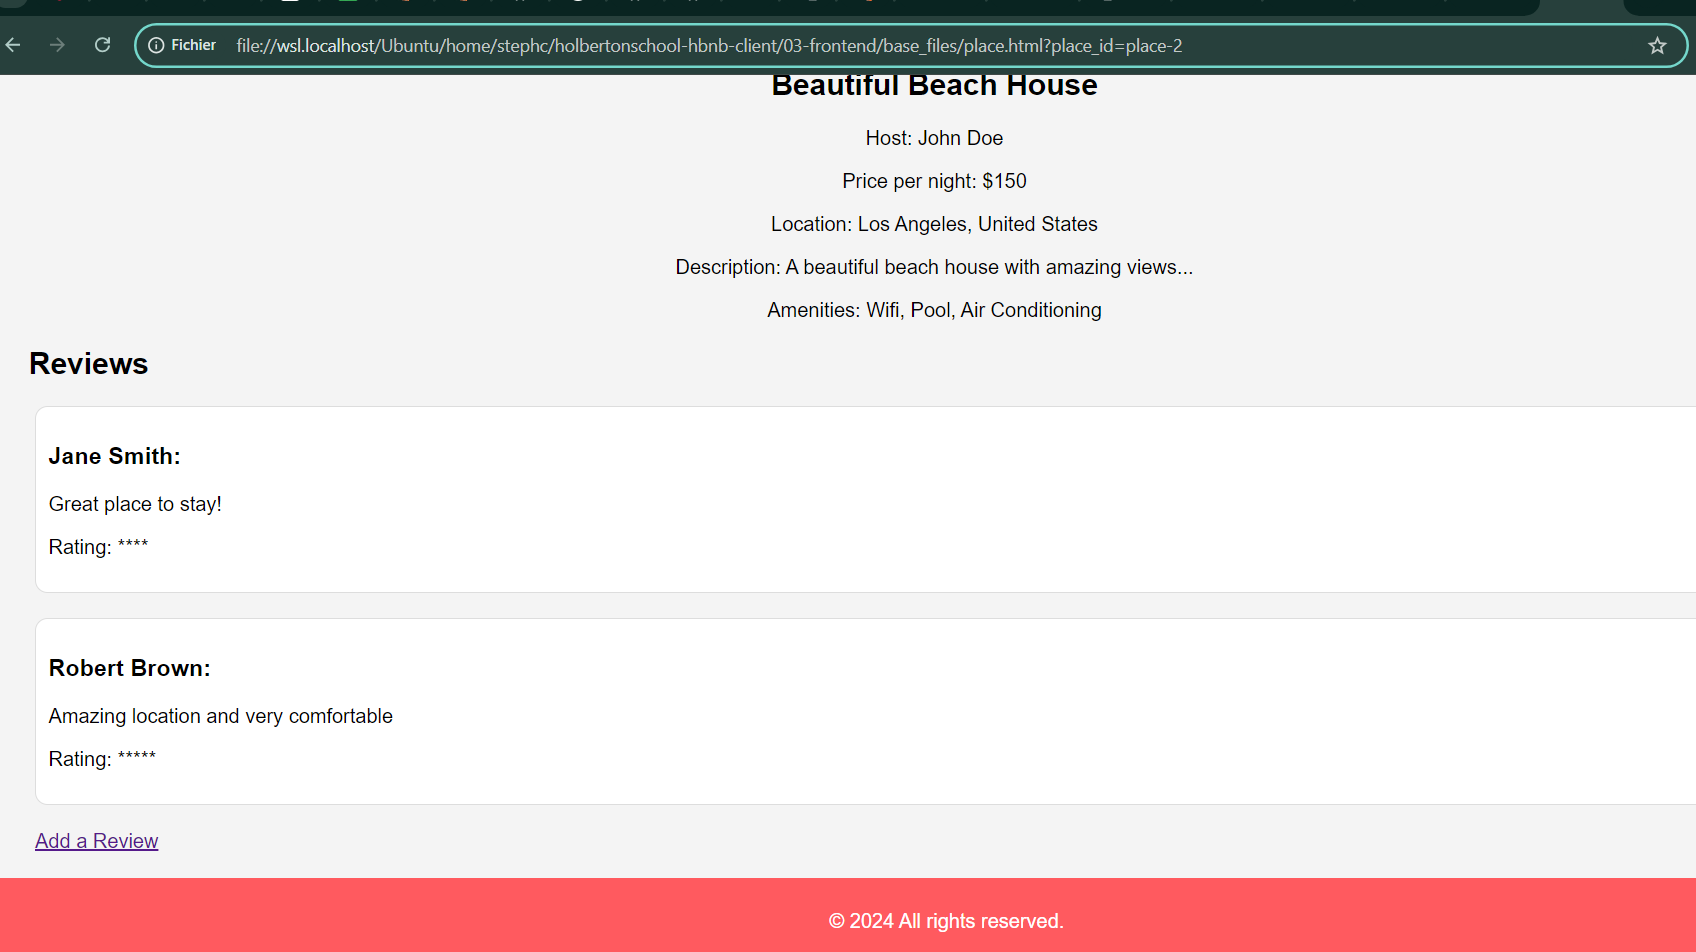 Fichier file://wsl.localhost/Ubuntu/home/stephc/holbertonschool-hbnb-client/03-frontend/base_files/place.html?place_id=place-2
Beautiful Beach House
Host: John Doe
Price per night: $150
Location: Los Angeles, United States
Description: A beautiful beach house with amazing views...
Amenities: Wifi, Pool, Air Conditioning
Reviews
Jane Smith:
Great place to stay!
Rating: ****
Robert Brown:
Amazing location and very comfortable
Rating: *****
Add a Review
© 2024 All rights reserved.